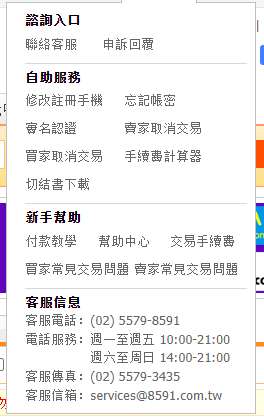 諮詢入口
聯絡客服 申訴回覆
自助服務
修改註冊手機 忘記帳密
實名認證 賣家取消交易
買家取消交易 手續費計算器
切結書下載
新手幫助
付款教學 幫助中心 交易手續費
買家常見交易問題 賣家常見交易問題
客服信息
客服電話：(02) 5579-8591
電話服務：週一至週五 10:00-21:00
週六至周日 14:00-21:00
客服傳真：(02) 5579-3435
客服信箱：services@8591.com.tw